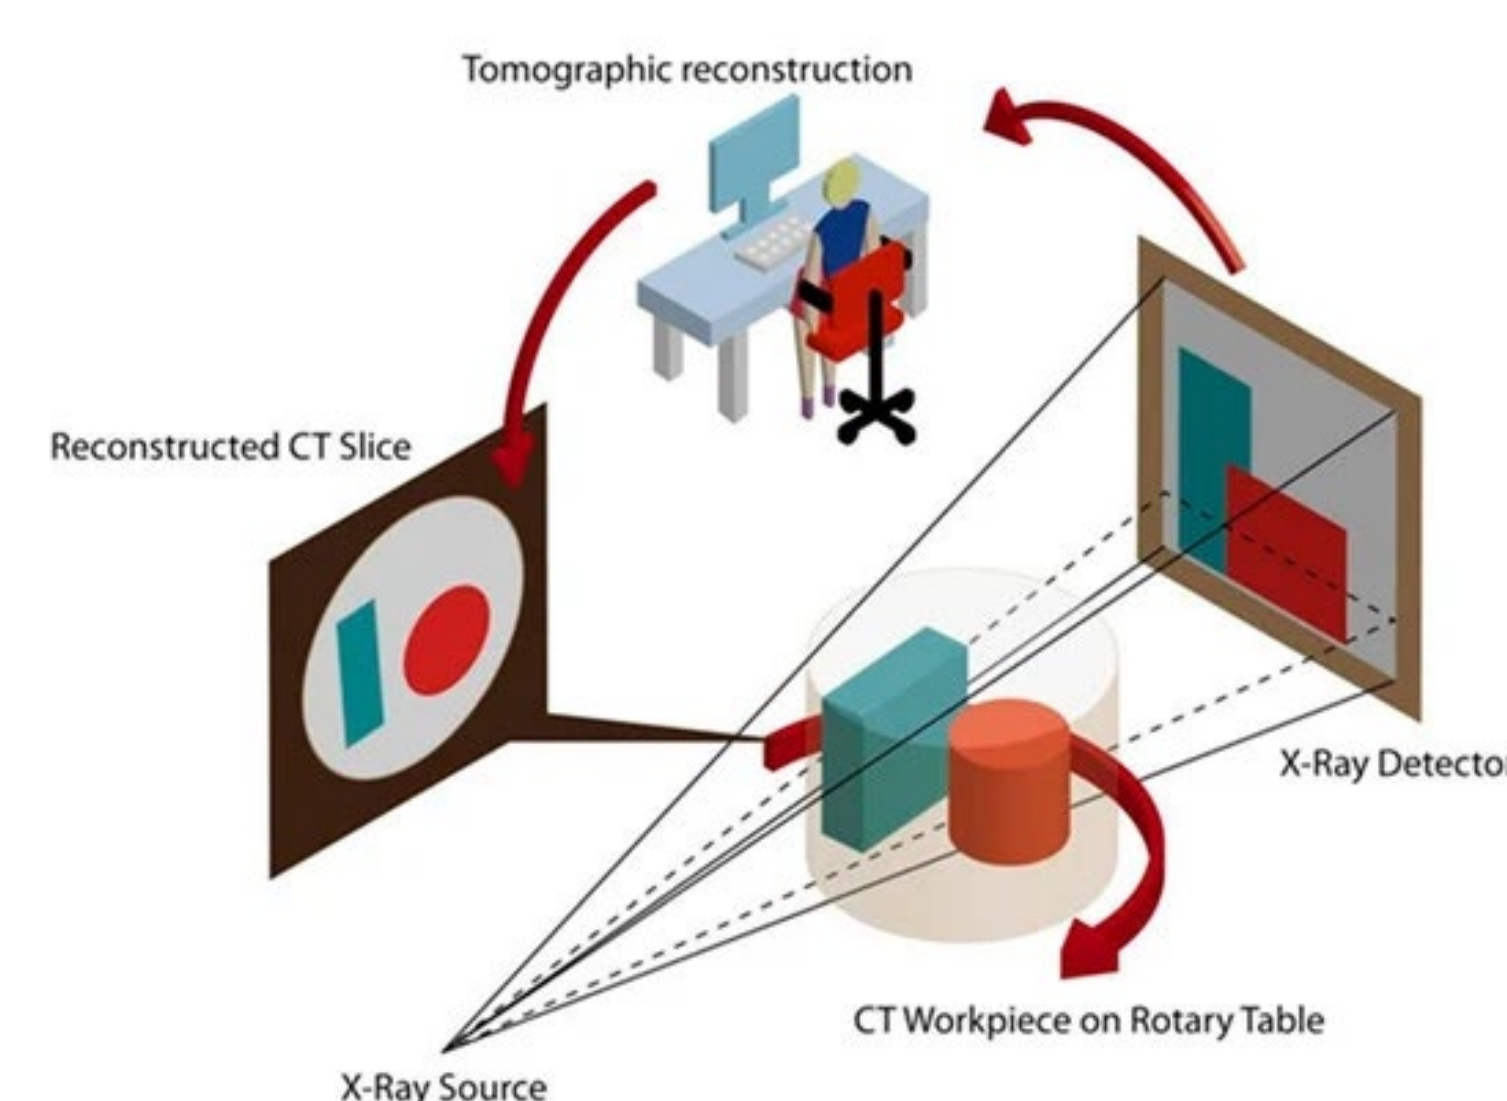 Tomographic reconstruction
Reconstructed CT Slice
X-Ray Detector
CT Workpiece on Rotary Table
X-Ray Source